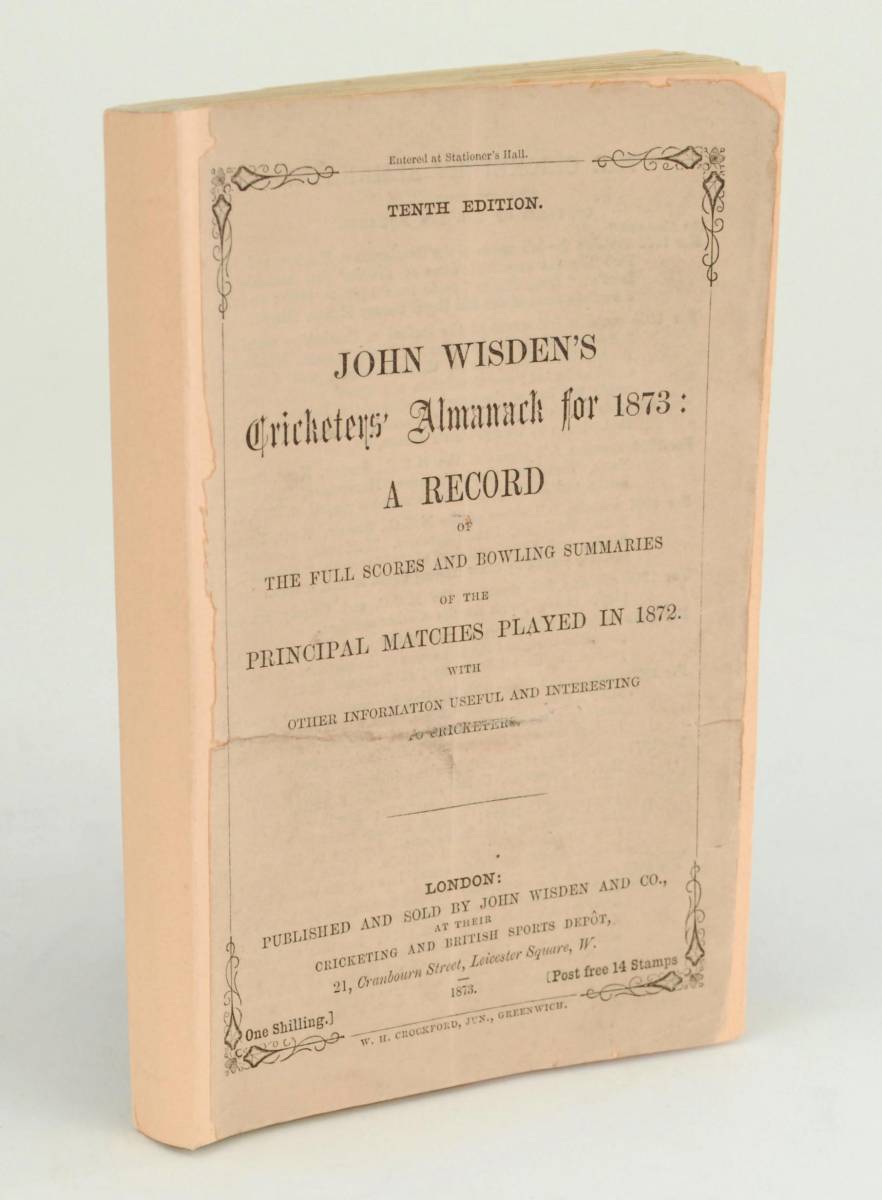 Entered at Stationer's Hall.
TENTH EDITION.
JOHN WISDEN'S
Cricketers' Almanack for 1873:
A RECORD
OF
THE FULL SCORES AND BOWLING SUMMARIES
OF THE
PRINCIPAL MATCHES PLAYED IN 1872.
WITH
OTHER INFORMATION USEFUL AND INTERESTING
TO CRICKETERS.
LONDON:
PUBLISHED AND SOLD BY JOHN WISDEN AND CO.,
AT THEIR
CRICKETING AND BRITISH SPORTS DEPÔT,
21, Cranbourn Street, Leicester Square, W.
1873.
One Shilling.]
[Post free 14 Stamps
W. H. CROCKFORD, JUN., GREENWICH.